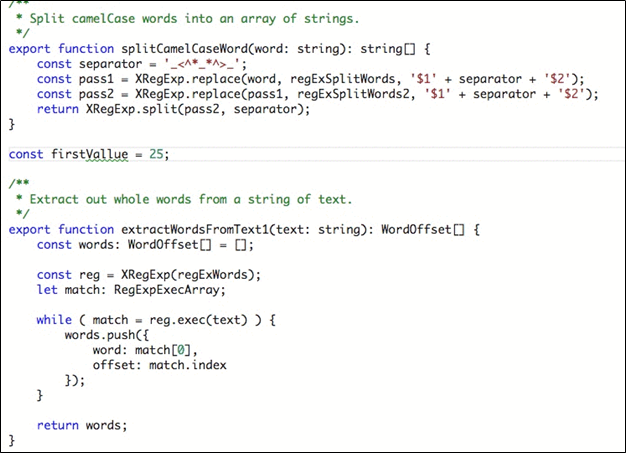 /**
 * Split camelCase words into an array of strings.
 */
export function splitCamelCaseWord(word: string): string[] {
    const separator = '_<^*_*^>_';
    const pass1 = XRegExp.replace(word, regExSplitWords, '$1' + separator + '$2');
    const pass2 = XRegExp.replace(pass1, regExSplitWords2, '$1' + separator + '$2');
    return XRegExp.split(pass2, separator);
}

const firstVallue = 25;

/**
 * Extract out whole words from a string of text.
 */
export function extractWordsFromText1(text: string): WordOffset[] {
    const words: WordOffset[] = [];

    const reg = XRegExp(regExWords);
    let match: RegExpExecArray;

    while ( match = reg.exec(text) ) {
        words.push({
            word: match[0],
            offset: match.index
        });
    }

    return words;
}